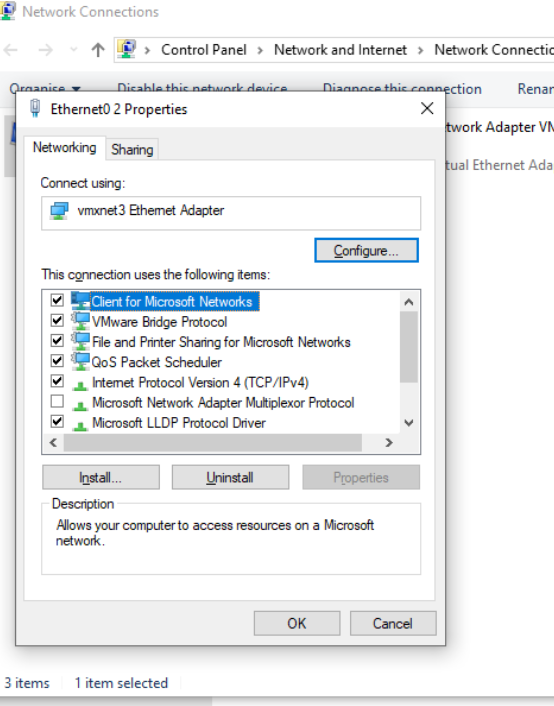 Network Connections
Control Panel > Network and Internet > Network Connectio
Organise Disable this network device Diagnose this connection Renar
Ethernet0 2 Properties
twork Adapter VM
tual Ethernet Ada
Networking Sharing
Connect using:
vmxnet3 Ethernet Adapter
Configure...
This connection uses the following items:
Client for Microsoft Networks
VMware Bridge Protocol
File and Printer Sharing for Microsoft Networks
QoS Packet Scheduler
Internet Protocol Version 4 (TCP/IPv4)
Microsoft Network Adapter Multiplexor Protocol
Microsoft LLDP Protocol Driver
Install... Uninstall Properties
Description
Allows your computer to access resources on a Microsoft
network.
OK Cancel
3 items 1 item selected